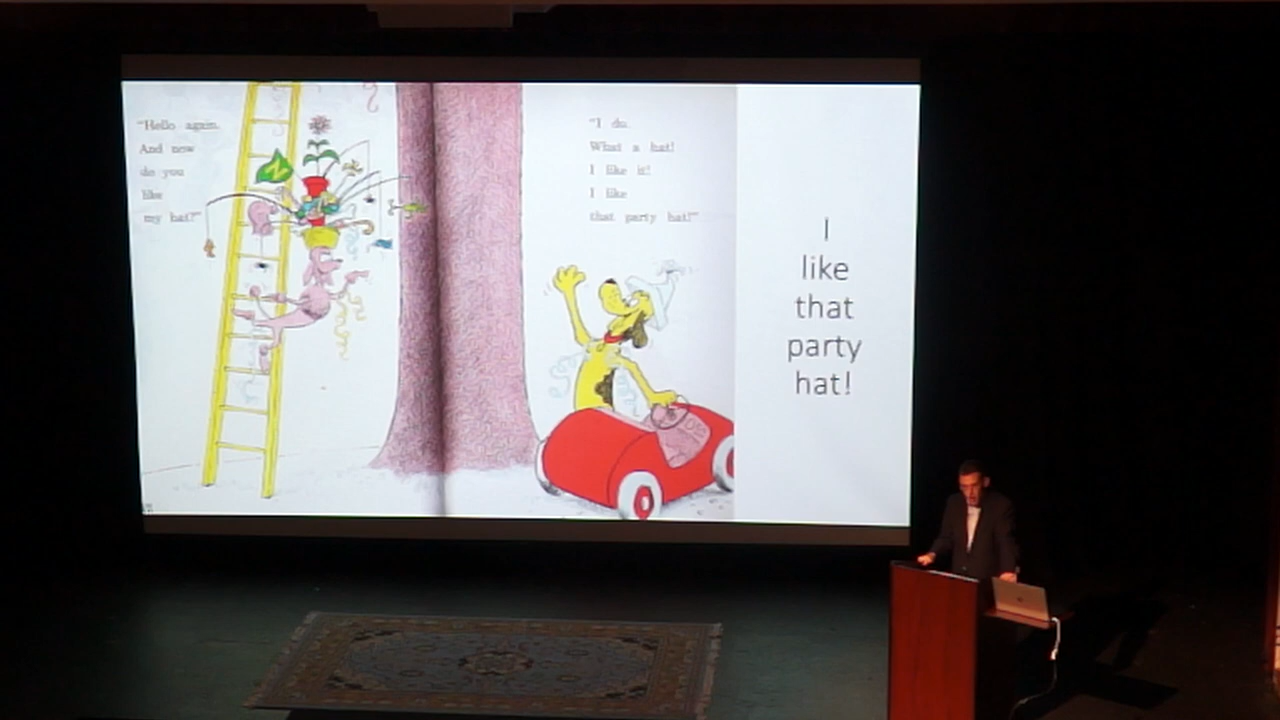 "Hello again.
And now
do you
like
my hat?"
"I do.
What a hat!
I like it!
I like
that party hat!"
I
like
that
party
hat!